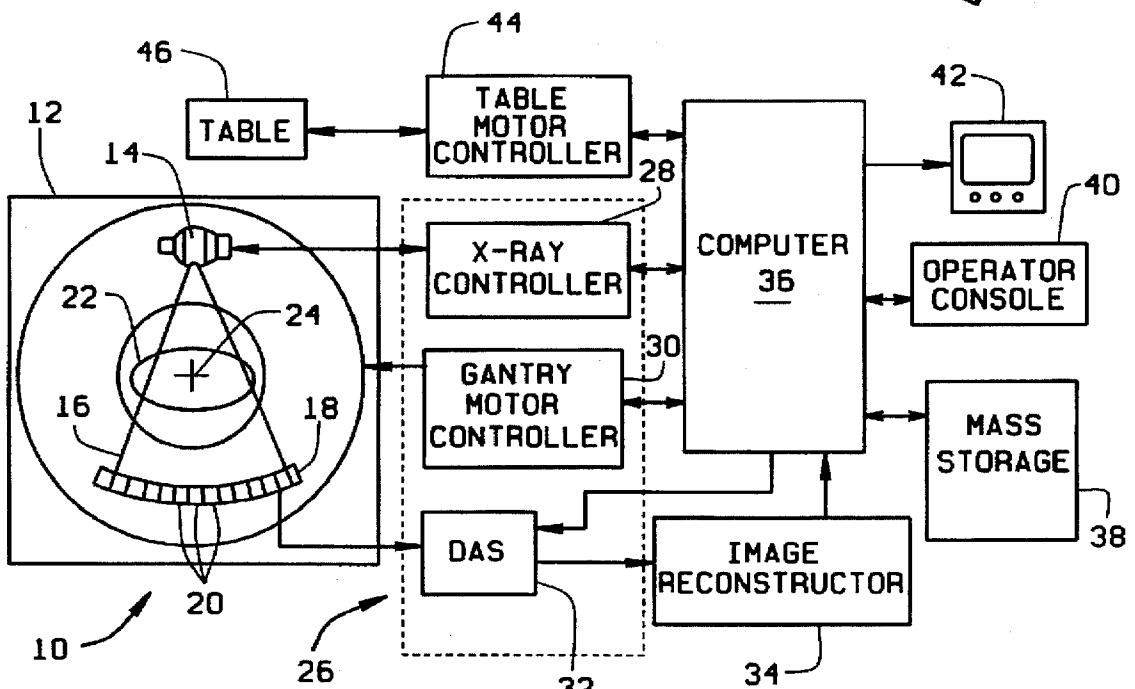 44
46
42
TABLE
MOTOR
CONTROLLER
12
TABLE
14
28
40
X-RAY
CONTROLLER
COMPUTER
36
OPERATOR
CONSOLE
22
24
30
GANTRY
MOTOR
CONTROLLER
16
18
MASS
STORAGE
38
DAS
IMAGE
RECONSTRUCTOR
20
10
26
32
34